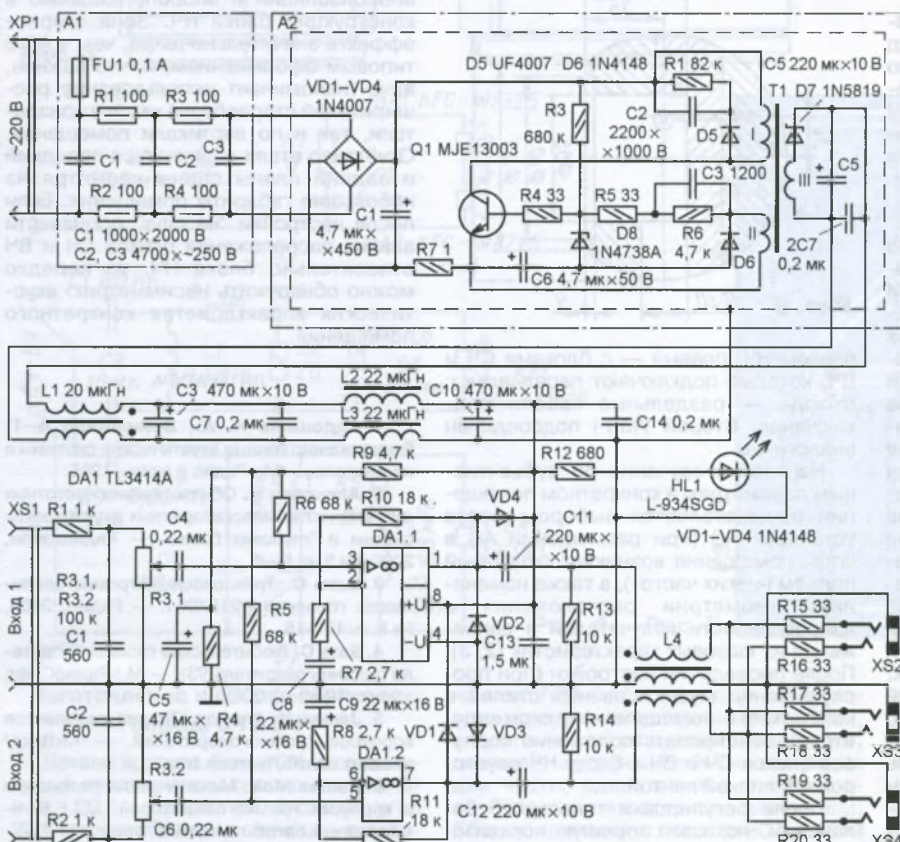 XP1
A1
A2
FU1 0,1 А
~220 В
R1 100 R3 100
C1
C2
C3
R2 100 R4 100
C1 1000×2000 В
C2, C3 4700×~250 В
VD1–VD4
1N4007
C1
4,7 мк×
×450 В
R7 1
Q1 MJE13003
D5 UF4007 D6 1N4148
R3
680 к
R1 82 к
C2
2200×
×1000 В
D5
C3 1200
R4 33
R5 33
D8
1N4738A
R6
4,7 к
D6
C6 4,7 мк×50 В
C5 220 мк×10 В
T1 D7 1N5819
I
II
III
C5
2C7
0,2 мк
L1 20 мкГн
470 мк×10 В
C7 0,2 мк
L2 22 мкГн
L3 22 мкГн
C14 0,2 мк
DA1 TL3414A
R9 4,7 к
R12 680
HL1
L-934SGD
XS1
R1 1 к
C4
0,22 мк
R6
68 к
R10 18 к
DA1.1
VD4
C11
220 мк×
×10 В
VD1–VD4 1N4148
R3.1
R3.1,
R3.2
100 к
Вход 1
C1
560
R5
68 к
R7 2,7 к
1
8
4
VD2
C13
1,5 мк
R13
10 к
L4
R15 33
R16 33
XS2
R17 33
R18 33
XS3
C2
560
C5
47 мк×
×16 В
R4
4,7 к
C8
22 мк×
×16 В
C9 22 мк×16 В
R8 2,7 к
DA1.2
VD1
VD3
R14
10 к
Вход 2
R3.2
C6 0,22 мк
6
7
R11
18 к
C12 220 мк×10 В
R19 33
R20 33
XS4
R2 1 к